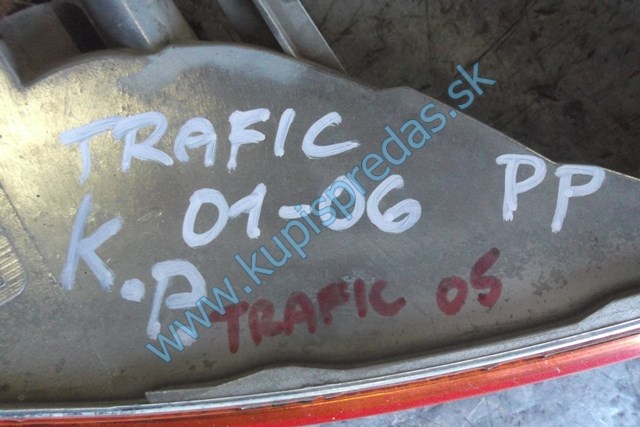 TRAFIC
01-06 PP
K.P
TRAFIC 05
www.kupispredas.sk